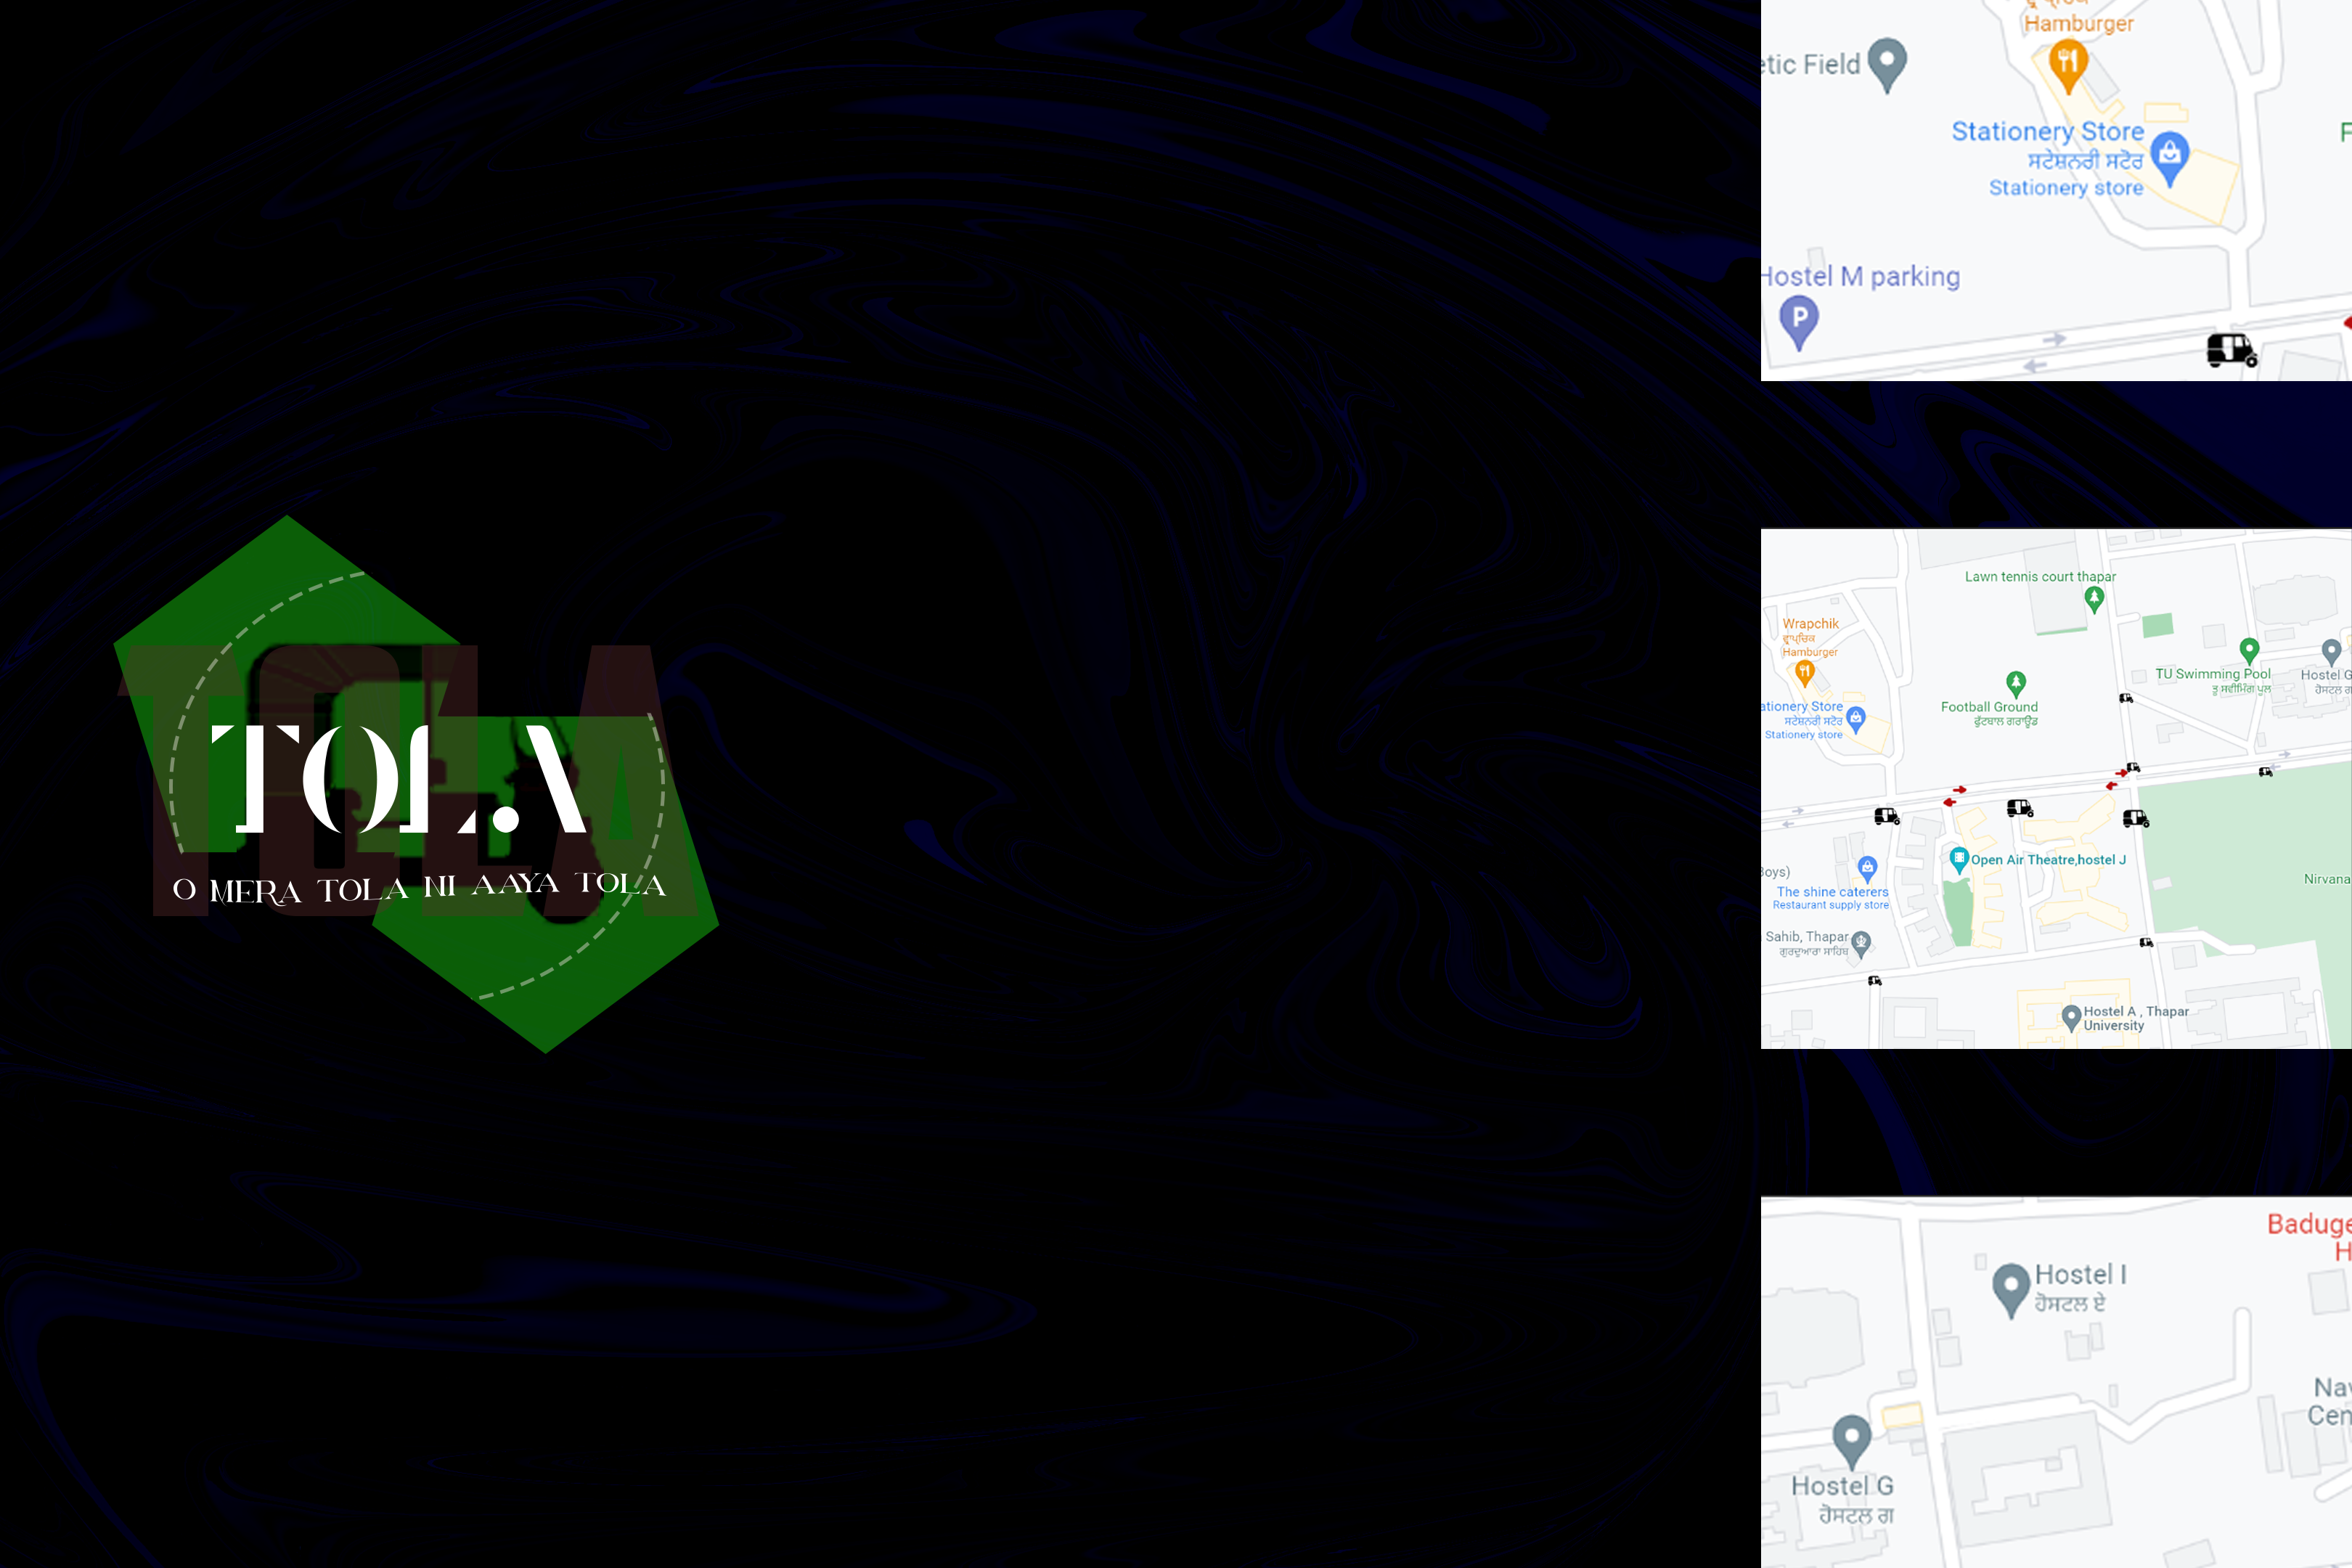 TOLA
TOLA
O MERA TOLA NI AAYA TOLA
Hamburger
etic Field
Stationery Store
ਸਟੇਸ਼ਨਰੀ ਸਟੋਰ
Stationery store
Hostel M parking
P
Lawn tennis court thapar
Wrapchik
ਵ੍ਰਾਪਚਿਕ
Hamburger
TU Swimming Pool
ਤੂ ਸਵੀਮਿੰਗ ਪੂਲ
Hostel G
ਹੋਸਟਲ ਗ
Football Ground
ਫੁੱਟਬਾਲ ਗਰਾਊਂਡ
ationery Store
ਸਟੇਸ਼ਨਰੀ ਸਟੋਰ
Stationery store
Open Air Theatre,hostel J
Boys)
The shine caterers
Restaurant supply store
Nirvana
Sahib, Thapar
ਗੁਰਦੁਆਰਾ ਸਾਹਿਬ
Hostel A , Thapar
University
Baduge
H
Hostel I
ਹੋਸਟਲ ਏ
Nav
Cen
Hostel G
ਹੋਸਟਲ ਗ